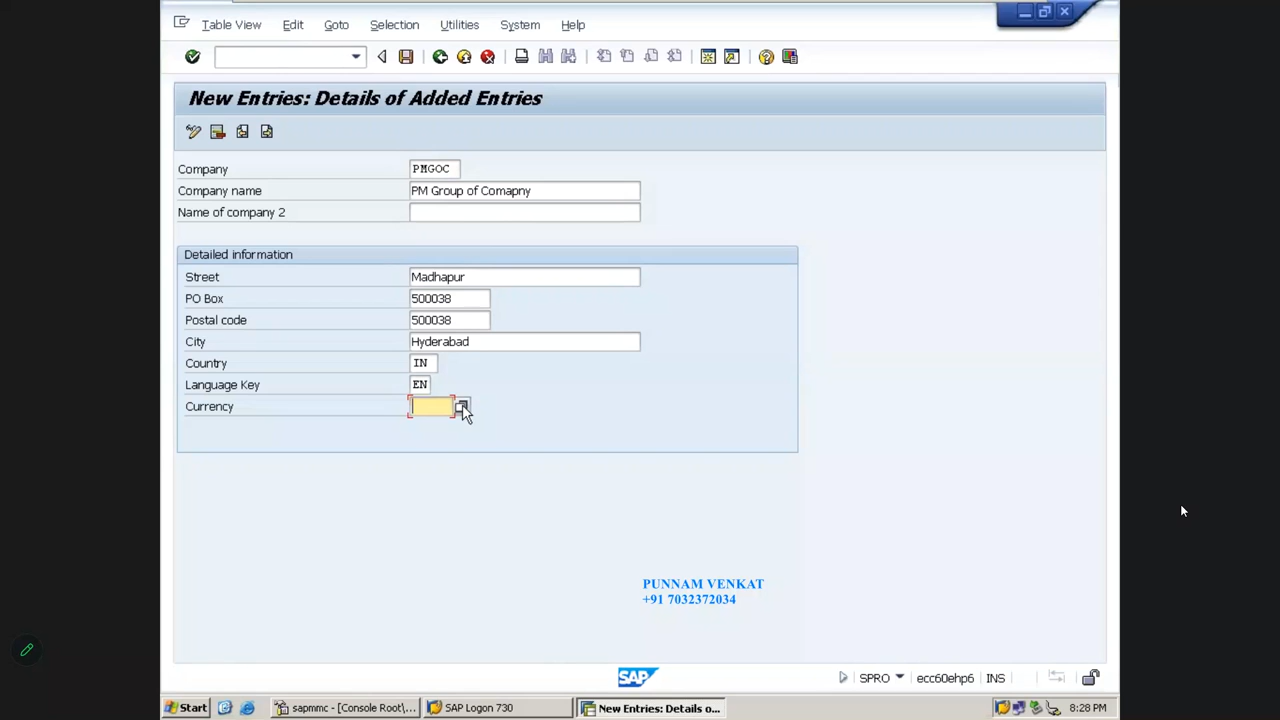 Table View Edit Goto Selection Utilities System Help
New Entries: Details of Added Entries
Company PMGOC
Company name PM Group of Comapny
Name of company 2
Detailed information
Street Madhapur
PO Box 500038
Postal code 500038
City Hyderabad
Country IN
Language Key EN
Currency
PUNNAM VENKAT
+91 7032372034
SAP SPRO ecc60ehp6 INS
Start sapmmc - [Console Root\... SAP Logon 730 New Entries: Details o... 8:28 PM